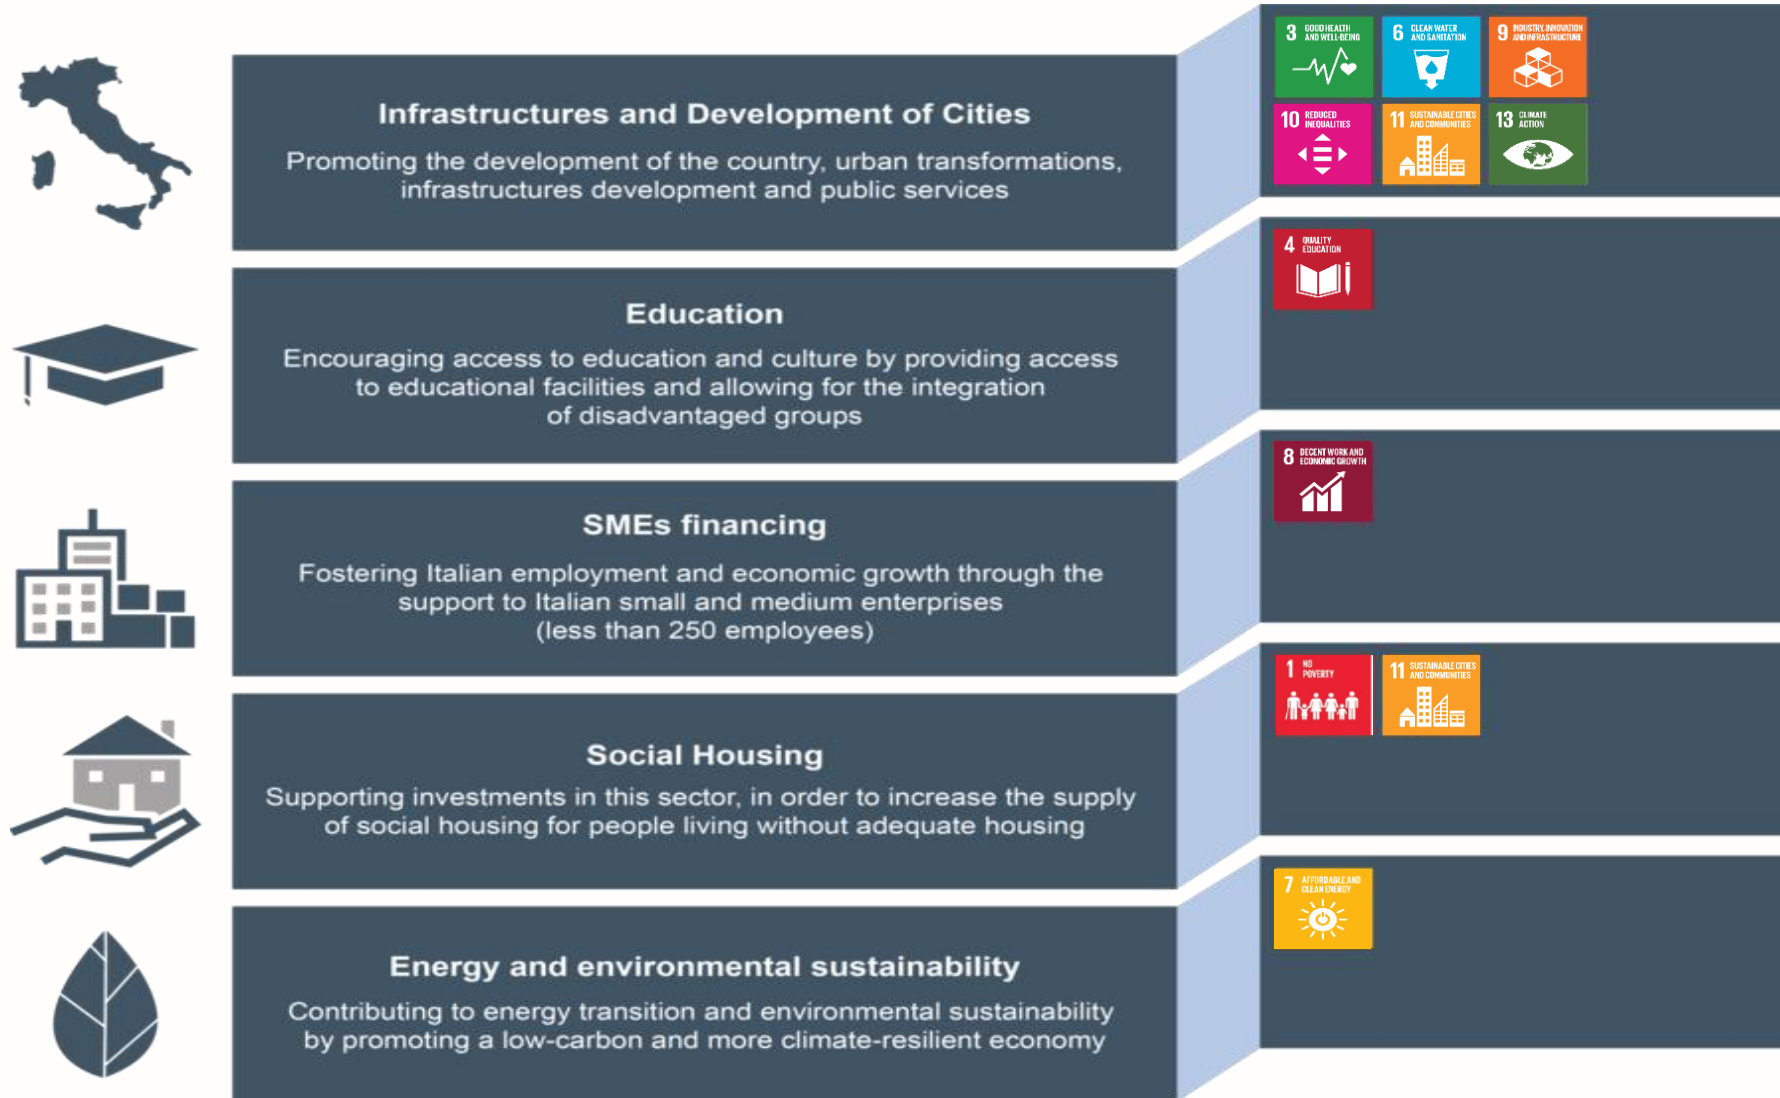 Infrastructures and Development of Cities
Promoting the development of the country, urban transformations,
infrastructures development and public services
3 GOOD HEALTH
AND WELL-BEING
6 CLEAN WATER
AND SANITATION
9 INDUSTRY, INNOVATION
AND INFRASTRUCTURE
10 REDUCED
INEQUALITIES
11 SUSTAINABLE CITIES
AND COMMUNITIES
13 CLIMATE
ACTION
Education
Encouraging access to education and culture by providing access
to educational facilities and allowing for the integration
of disadvantaged groups
4 QUALITY
EDUCATION
SMEs financing
Fostering Italian employment and economic growth through the
support to Italian small and medium enterprises
(less than 250 employees)
8 DECENT WORK AND
ECONOMIC GROWTH
Social Housing
Supporting investments in this sector, in order to increase the supply
of social housing for people living without adequate housing
1 NO
POVERTY
11 SUSTAINABLE CITIES
AND COMMUNITIES
Energy and environmental sustainability
Contributing to energy transition and environmental sustainability
by promoting a low-carbon and more climate-resilient economy
7 AFFORDABLE AND
CLEAN ENERGY